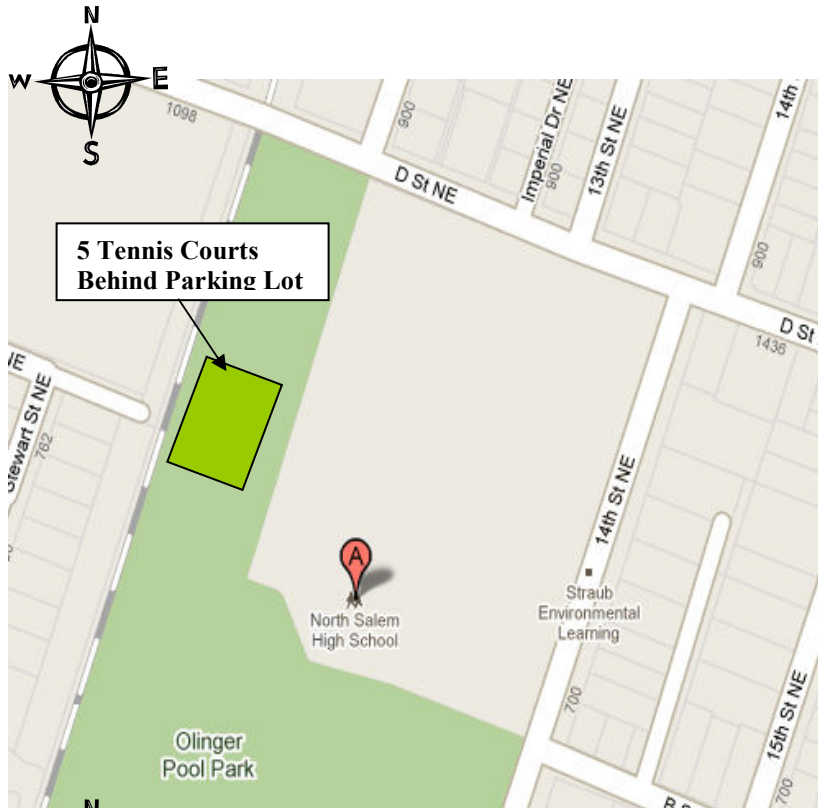 N
W
E
S
1098
900
D St NE
Imperial Dr NE
900
13th St NE
14th
900
5 Tennis Courts
Behind Parking Lot
D St
1436
NE
Stewart St NE
762
14th St NE
A
North Salem
High School
Straub
Environmental
Learning
700
15th St NE
700
Olinger
Pool Park
N